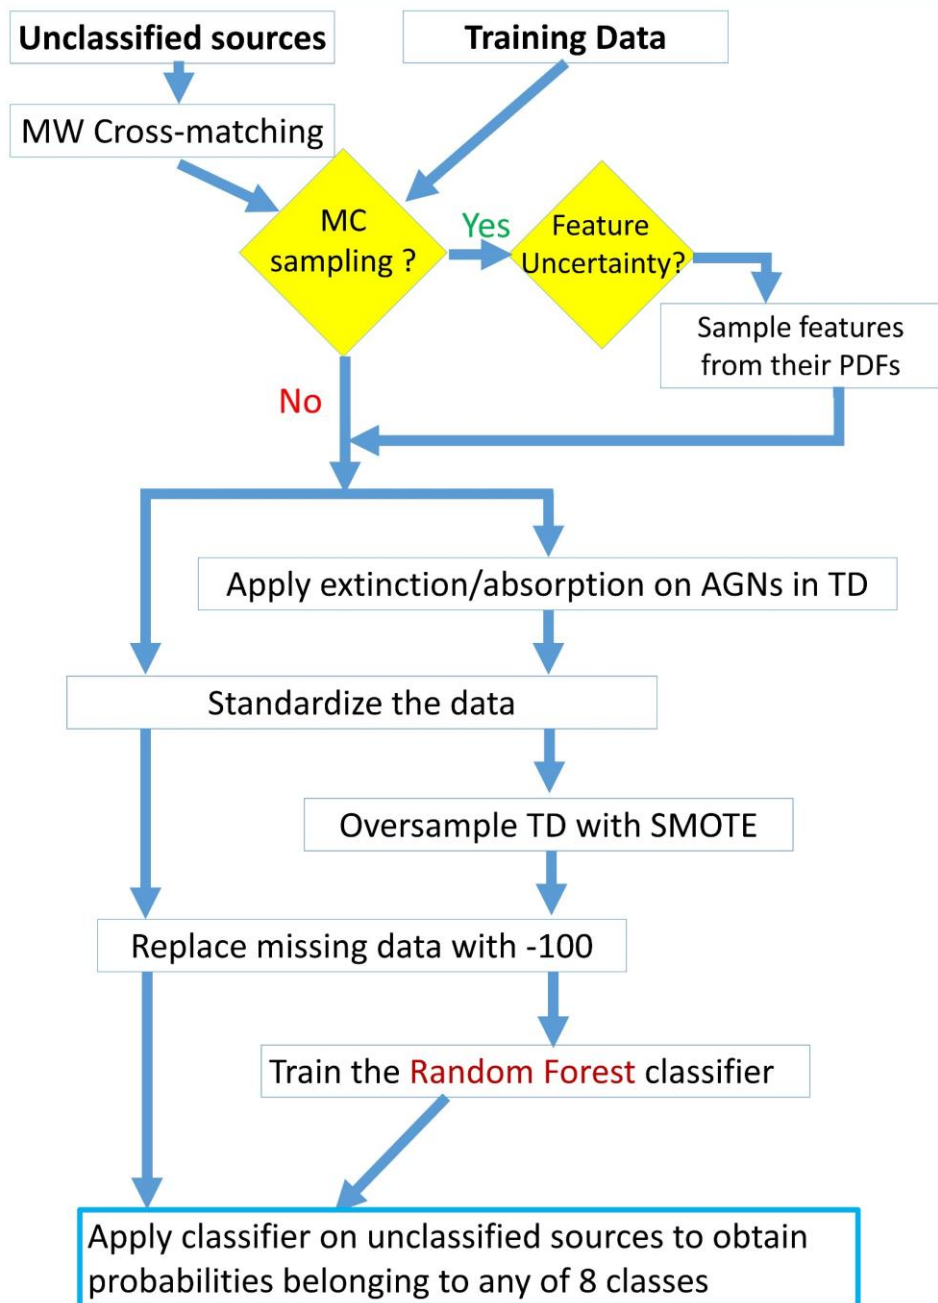 Unclassified sources
Training Data
MW Cross-matching
MC
sampling ?
Yes
Feature
Uncertainty?
Sample features
from their PDFs
No
Apply extinction/absorption on AGNs in TD
Standardize the data
Oversample TD with SMOTE
Replace missing data with -100
Train the Random Forest classifier
Apply classifier on unclassified sources to obtain
probabilities belonging to any of 8 classes